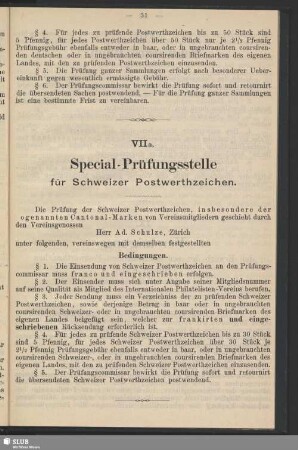 — 51 —
§ 4. Für jedes zu prüfende Postwerthzeichen bis zu 50 Stück sind
5 Pfennig, für jedes Postwerthzeichen über 50 Stück nur je 2½ Pfennig
Prüfungsgebühr ebenfalls entweder in baar, oder in ungebrauchten coursiren-
den deutschen oder in ungebrauchten coursirenden Briefmarken des eigenen
Landes, mit den zu prüfenden Postwerthzeichen einzusenden.
§ 5. Die Prüfung ganzer Sammlungen erfolgt nach besonderer Ueber-
einkunft gegen wesentlich ermässigte Gebühr.
§ 6. Der Prüfungscommissar bewirkt die Prüfung sofort und retournirt
die übersendeten Sachen postwendend. — Für die Prüfung ganzer Sammlungen
ist eine bestimmte Frist zu vereinbaren.
VIIa.
Special-Prüfungsstelle
für Schweizer Postwerthzeichen.
Die Prüfung der Schweizer Postwerthzeichen, insbesondere der
ogenannten Cantonal-Marken von Vereinsmitgliedern geschieht durch
den Vereinsgenossen
Herr Ad. Schulze, Zürich
unter folgenden, vereinswegen mit demselben festgestellten
Bedingungen.
§ 1. Die Einsendung von Schweizer Postwerthzeichen an den Prüfungs-
commissar muss franco und eingeschrieben erfolgen.
§ 2. Der Einsender muss sich unter Angabe seiner Mitgliedsnummer
auf seine Qualität als Mitglied des Internationalen Philatelisten-Vereins berufen.
§ 3. Jeder Sendung muss ein Verzeichniss der zu prüfenden Schweizer
Postwerthzeichen, sowie derjenige Betrag in baar oder in ungebrauchten
coursirenden Schweizer- oder in ungebrauchten coursirenden Briefmarken des
eigenen Landes beigefügt sein, welcher zur frankirten und einge-
schriebenen Rücksendung erforderlich ist.
§ 4. Für jedes zu prüfende Schweizer Postwerthzeichen bis zu 30 Stück
sind 5 Pfennig, für jedes Schweizer Postwerthzeichen über 30 Stück je
2½ Pfennig Prüfungsgebühr ebenfalls entweder in baar, oder in ungebrauchten
coursirenden Schweizer-, oder in ungebrauchten coursirenden Briefmarken des
eigenen Landes, mit den zu prüfenden Postwerthzeichen einzusenden.
§ 5. Der Prüfungscommissar bewirkt die Prüfung sofort und retournirt
die übersendeten Schweizer Postwerthzeichen postwendend.
SLUB